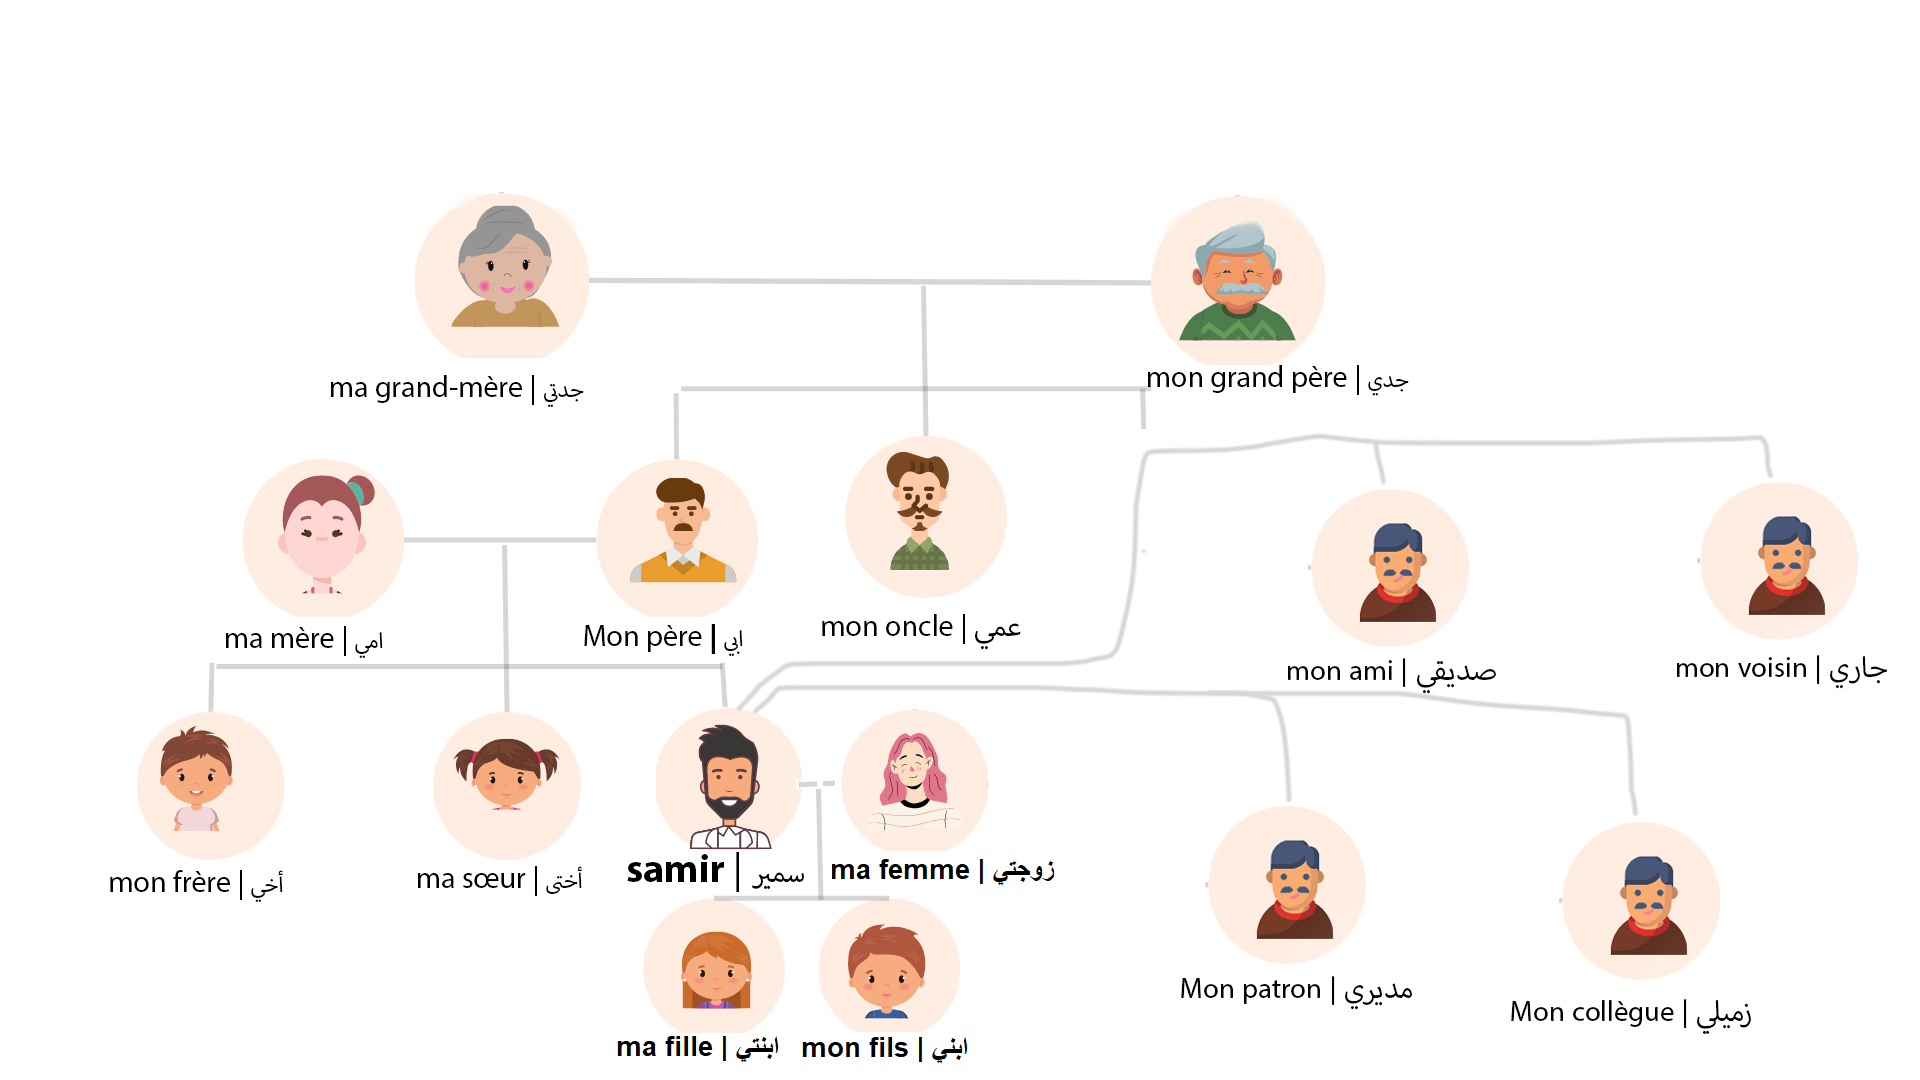 ma grand-mère | جدتي
mon grand père | جدي
ma mère | امي
Mon père | ابي
mon oncle | عمي
mon ami | صديقي
mon voisin | جاري
mon frère | أخي
ma sœur | أختى
samir | سمير
ma femme | زوجتي
Mon patron | مديري
Mon collègue | زميلي
ma fille | ابنتي
mon fils | ابني